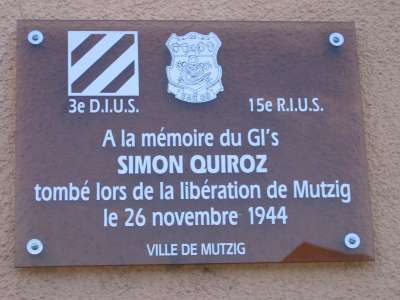 3e D.I.U.S.
15e R.I.U.S.
A la mémoire du GI's
SIMON QUIROZ
tombé lors de la libération de Mutzig
le 26 novembre 1944
VILLE DE MUTZIG